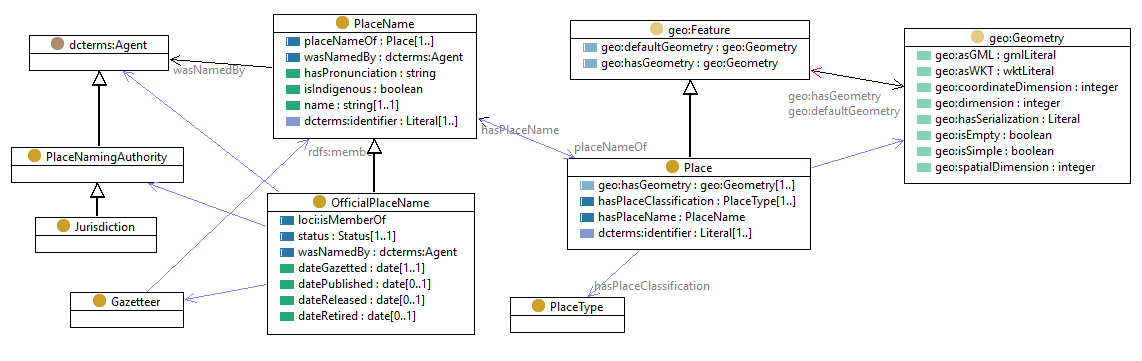 dcterms:Agent
wasNamedBy
PlaceName
placeNameOf : Place[1..]
wasNamedBy : dcterms:Agent
hasPronunciation : string
isIndigenous : boolean
name : string[1..1]
dcterms:identifier : Literal[1..]
geo:Feature
geo:defaultGeometry : geo:Geometry
geo:hasGeometry : geo:Geometry
geo:Geometry
geo:asGML : gmlLiteral
geo:asWKT : wktLiteral
geo:coordinateDimension : integer
geo:dimension : integer
geo:hasSerialization : Literal
geo:isEmpty : boolean
geo:isSimple : boolean
geo:spatialDimension : integer
geo:hasGeometry
geo:defaultGeometry
hasPlaceName
placeNameOf
rdfs:member
PlaceNamingAuthority
Jurisdiction
OfficialPlaceName
loci:isMemberOf
status : Status[1..1]
wasNamedBy : dcterms:Agent
dateGazetted : date[1..1]
datePublished : date[0..1]
dateReleased : date[0..1]
dateRetired : date[0..1]
Place
geo:hasGeometry : geo:Geometry[1..]
hasPlaceClassification : PlaceType[1..]
hasPlaceName : PlaceName
dcterms:identifier : Literal[1..]
Gazetteer
hasPlaceClassification
PlaceType